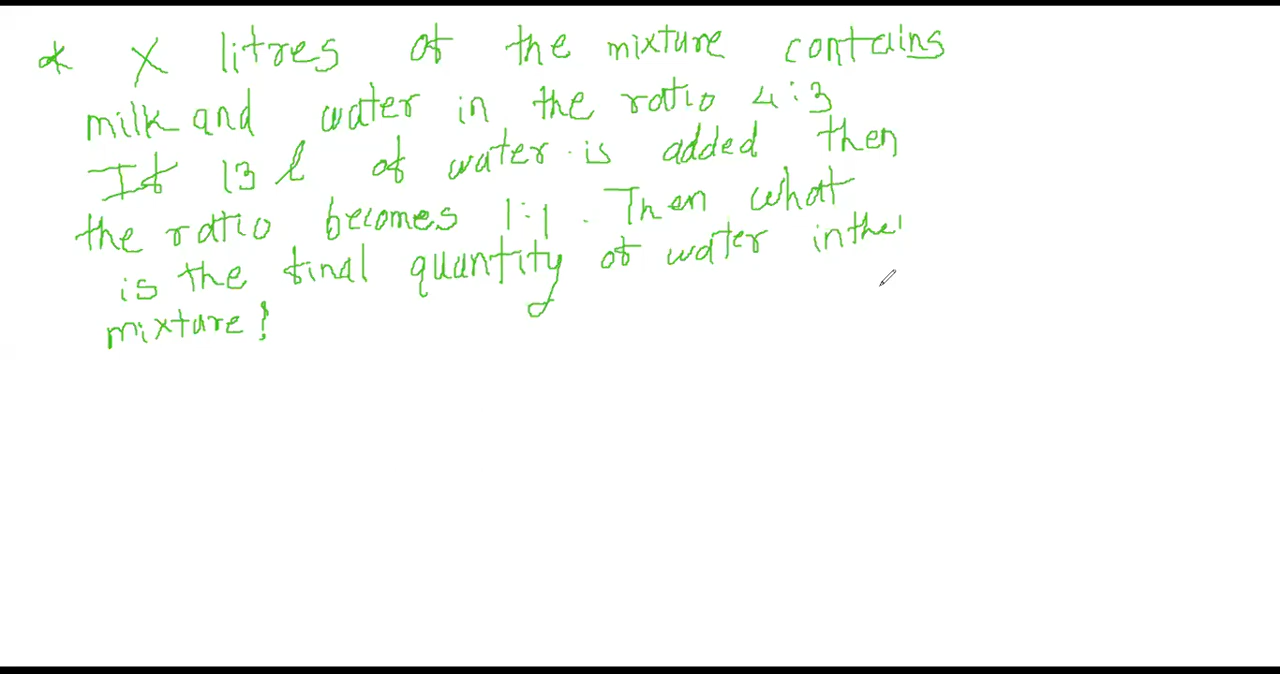 * X litres of the mixture contains
milk and water in the ratio 4:3
If 13 l of water is added then
the ratio becomes 1:1. Then what
is the final quantity of water in the
mixture?